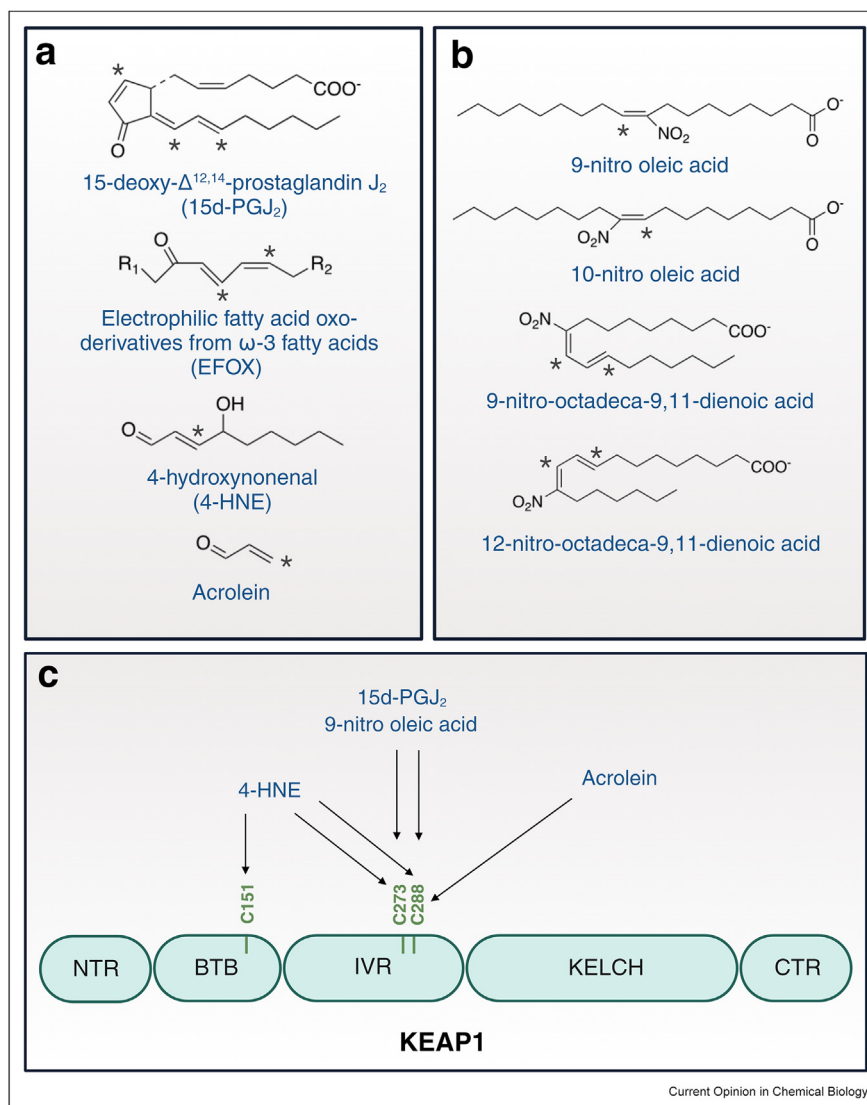 a
*
COO⁻
O
*
*
15-deoxy-Δ¹²,¹⁴-prostaglandin J₂
(15d-PGJ₂)
O
R₁
*
R₂
*
Electrophilic fatty acid oxo-
derivatives from ω-3 fatty acids
(EFOX)
OH
O
*
4-hydroxynonenal
(4-HNE)
O
*
Acrolein
b
O⁻
*
NO₂
O
9-nitro oleic acid
O⁻
O₂N
*
O
10-nitro oleic acid
O₂N
COO⁻
*
*
9-nitro-octadeca-9,11-dienoic acid
*
*
COO⁻
O₂N
12-nitro-octadeca-9,11-dienoic acid
c
15d-PGJ₂
9-nitro oleic acid
4-HNE
Acrolein
C151
C273
C288
NTR
BTB
IVR
KELCH
CTR
KEAP1
Current Opinion in Chemical Biology